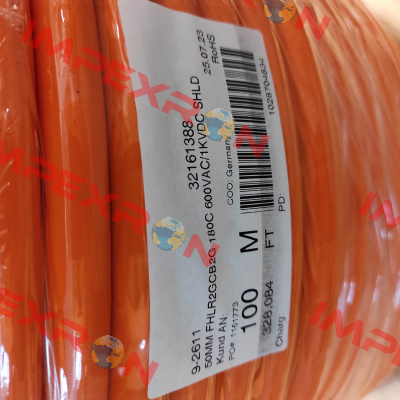 9-2611 32161388 25.07.23
50MM FHLR2GCB2G 180C 600VAC/1KVDC SHLD RoHS
Kund AN: COO: Germany
PO#: 1161773
100 M
328,084 FT
Charg PD:
IMPEXRON
IMPEXRON
IMPEXRON